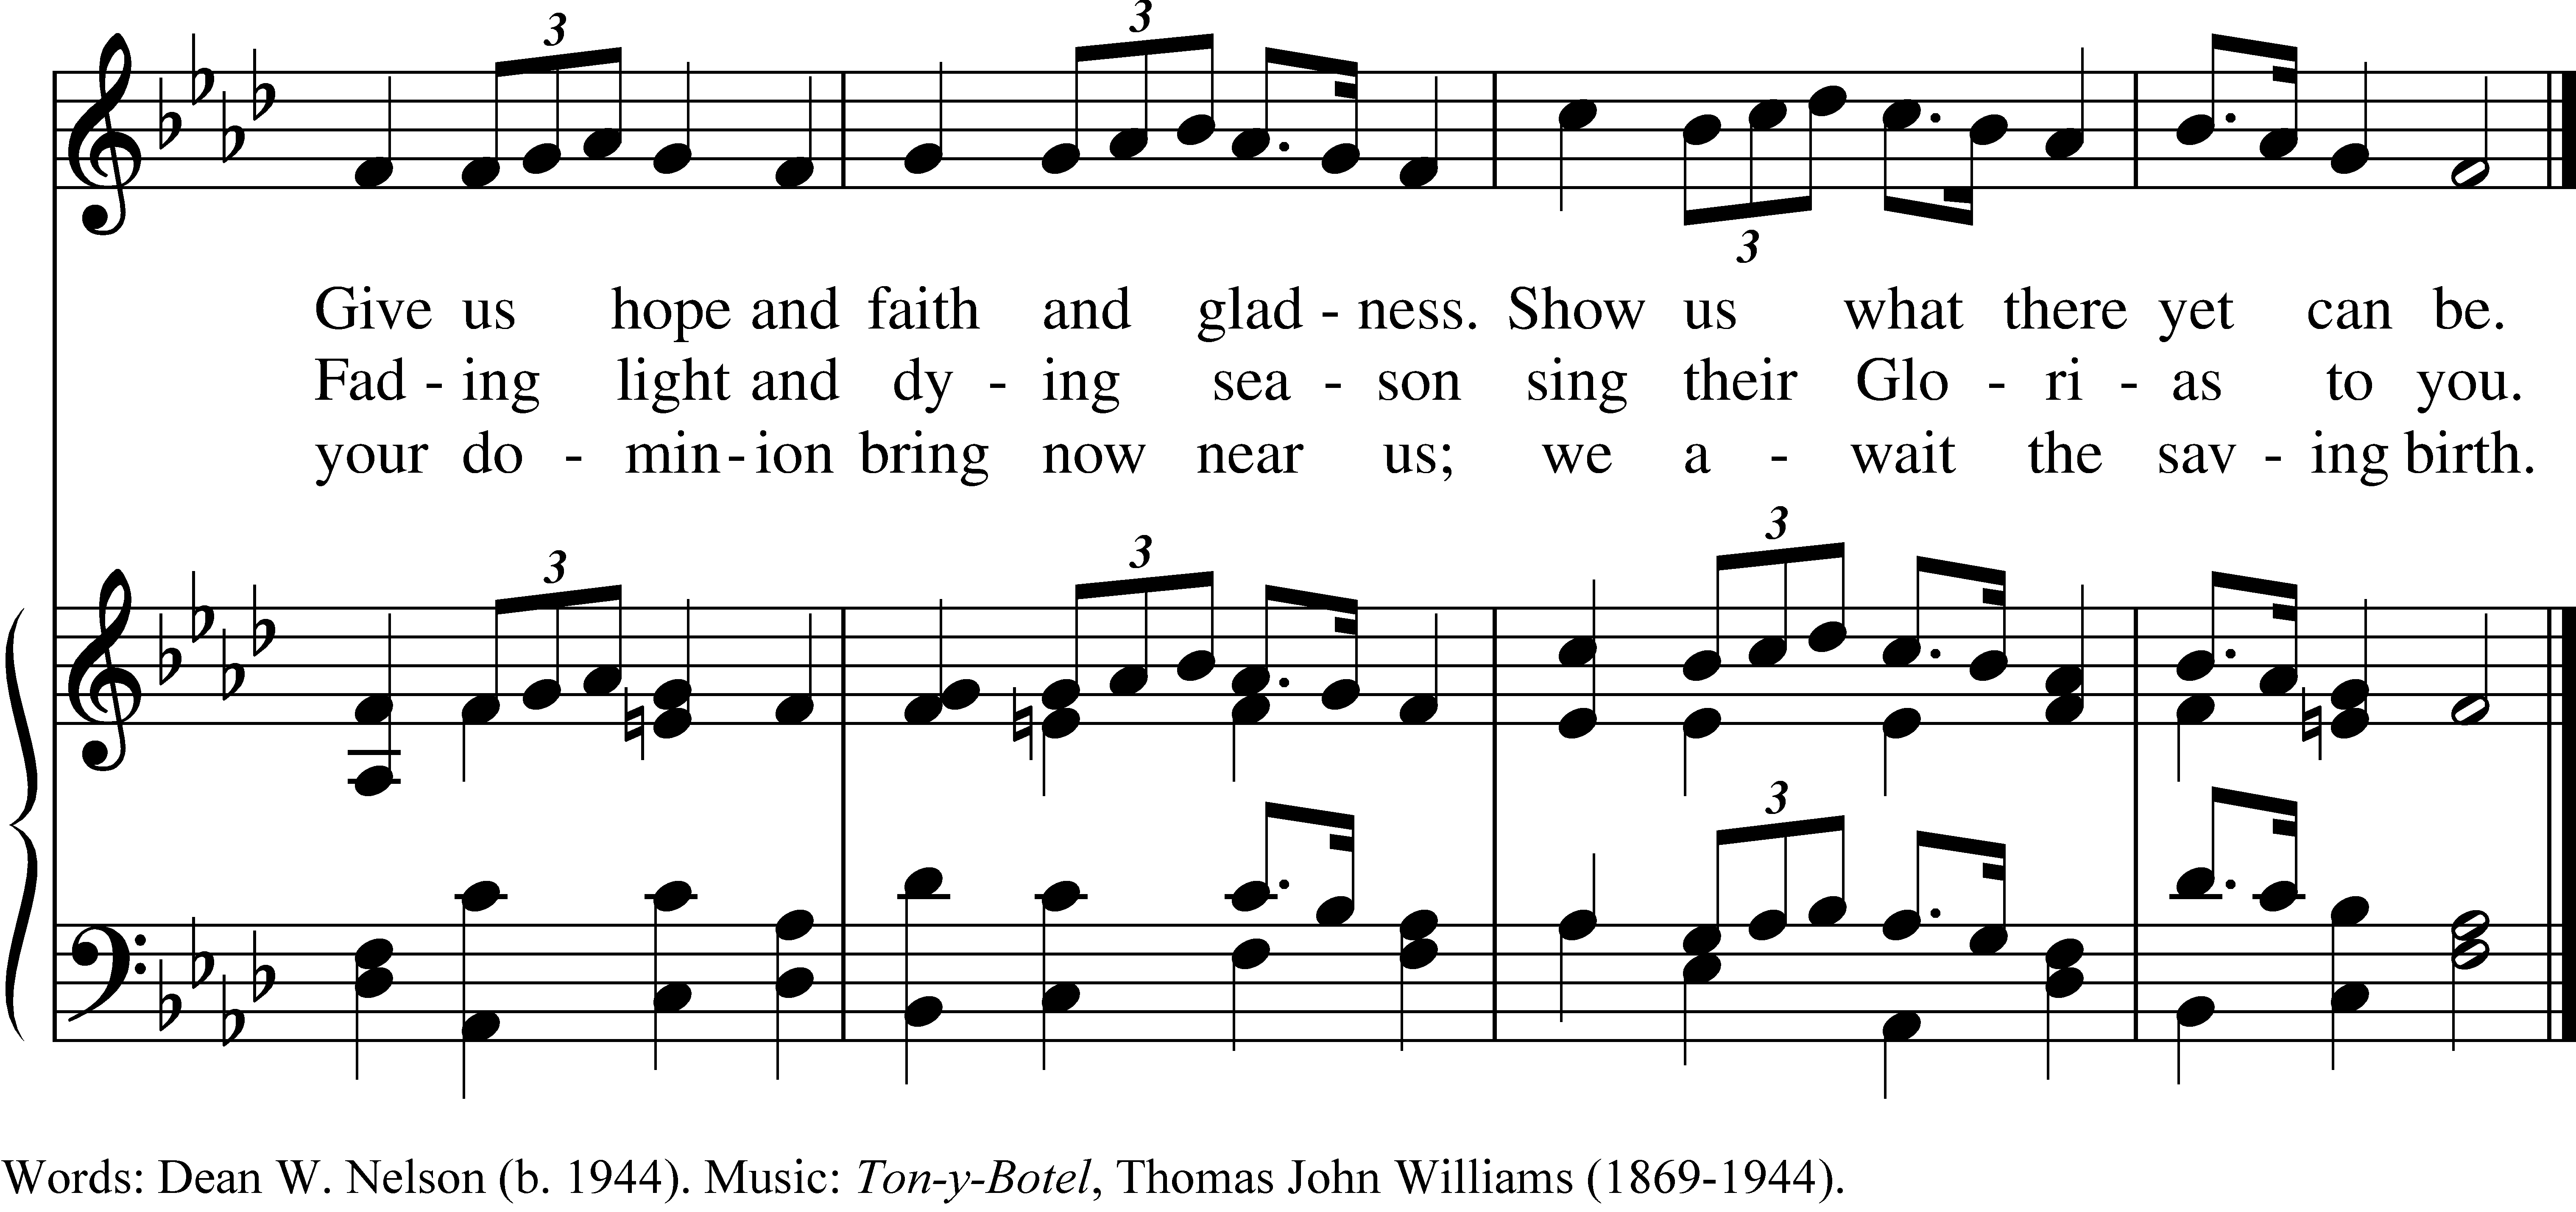 3 3
3
Give us hope and faith and glad - ness. Show us what there yet can be.
Fad - ing light and dy - ing sea - son sing their Glo - ri - as to you.
your do - min - ion bring now near us; we a - wait the sav - ing birth.
3 3 3
3
Words: Dean W. Nelson (b. 1944). Music: Ton-y-Botel, Thomas John Williams (1869-1944).